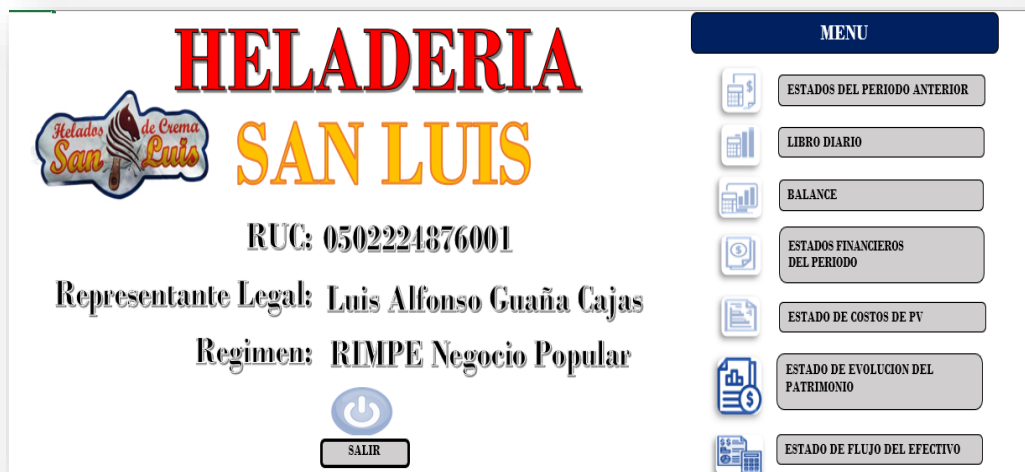 HELADERIA
SAN LUIS
Helados de Crema
San Luis
RUC: 0502224876001
Representante Legal: Luis Alfonso Guaña Cajas
Regimen: RIMPE Negocio Popular
SALIR
MENU
ESTADOS DEL PERIODO ANTERIOR
LIBRO DIARIO
BALANCE
ESTADOS FINANCIEROS
DEL PERIODO
ESTADO DE COSTOS DE PV
ESTADO DE EVOLUCION DEL
PATRIMONIO
ESTADO DE FLUJO DEL EFECTIVO